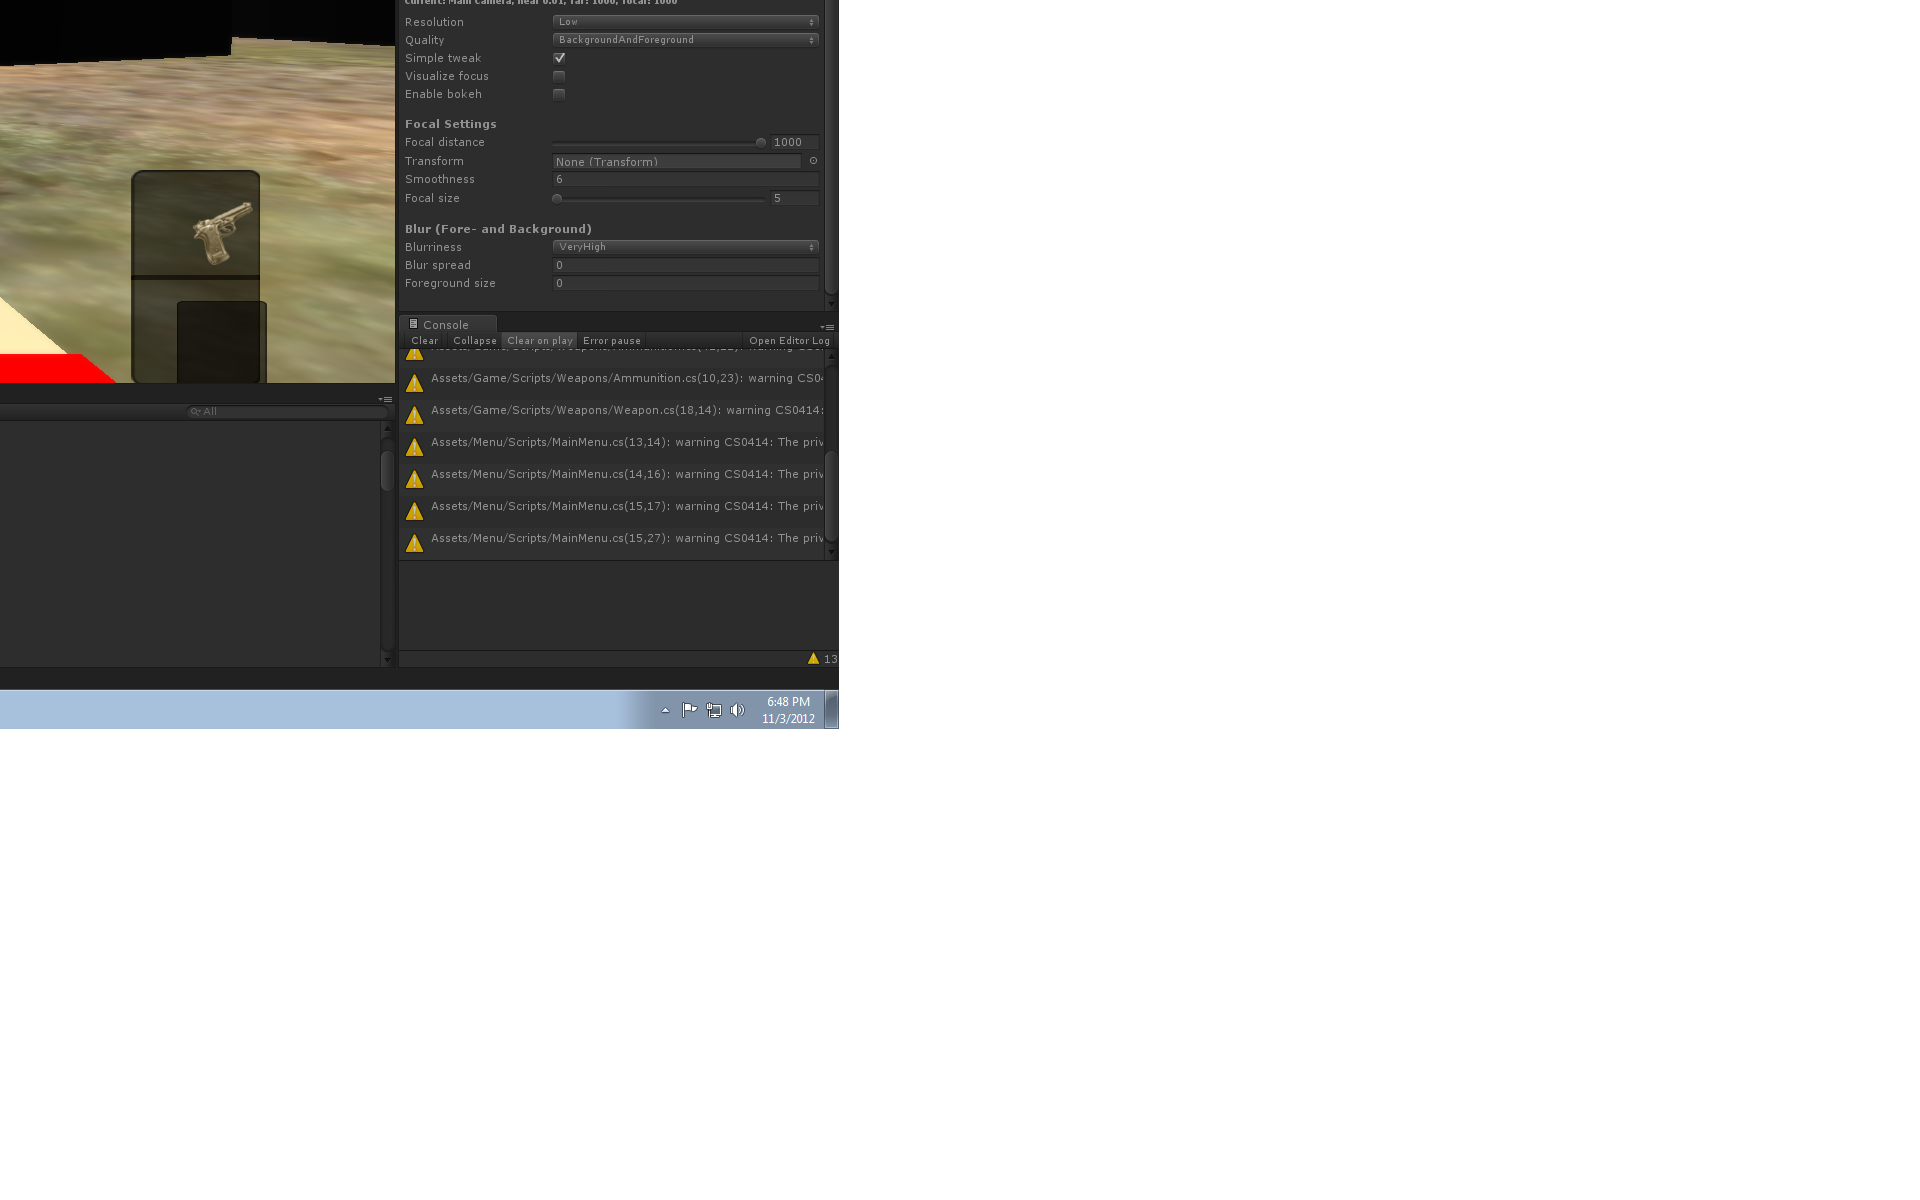 Current: Main Camera, near 0.01, far: 1000, focal: 1000
Resolution Low
Quality BackgroundAndForeground
Simple tweak
Visualize focus
Enable bokeh
Focal Settings
Focal distance 1000
Transform None (Transform)
Smoothness 6
Focal size 5
Blur (Fore- and Background)
Blurriness VeryHigh
Blur spread 0
Foreground size 0
Console
Clear Collapse Clear on play Error pause Open Editor Log
Assets/Game/Scripts/Weapons/Ammunition.cs(10,23): warning CS04
Assets/Game/Scripts/Weapons/Weapon.cs(18,14): warning CS0414:
Assets/Menu/Scripts/MainMenu.cs(13,14): warning CS0414: The priv
Assets/Menu/Scripts/MainMenu.cs(14,16): warning CS0414: The priv
Assets/Menu/Scripts/MainMenu.cs(15,17): warning CS0414: The priv
Assets/Menu/Scripts/MainMenu.cs(15,27): warning CS0414: The priv
All
13
6:48 PM
11/3/2012